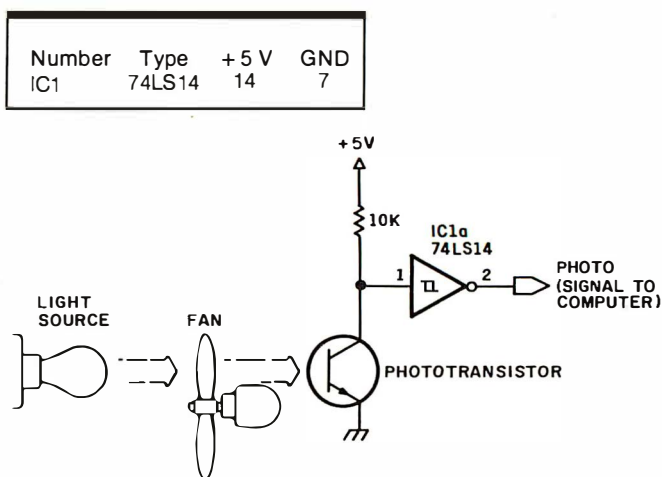 Number Type + 5 V GND
IC1 74LS14 14 7
+5V
10K
IC1a
74LS14
1
2
PHOTO
(SIGNAL TO
COMPUTER)
LIGHT
SOURCE
FAN
PHOTOTRANSISTOR